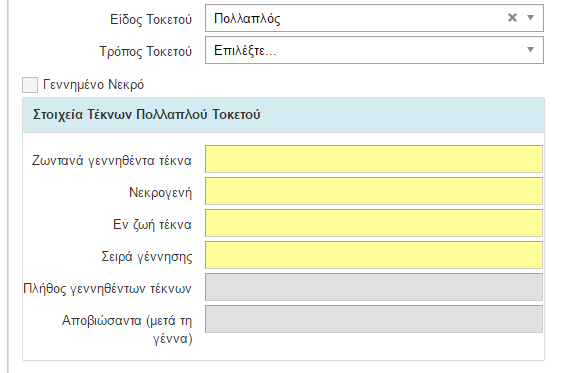 Είδος Τοκετού Πολλαπλός
Τρόπος Τοκετού Επιλέξτε...
Γεννημένο Νεκρό
Στοιχεία Τέκνων Πολλαπλού Τοκετού
Ζωντανά γεννηθέντα τέκνα
Νεκρογενή
Εν ζωή τέκνα
Σειρά γέννησης
Πλήθος γεννηθέντων τέκνων
Αποβιώσαντα (μετά τη
γέννα)